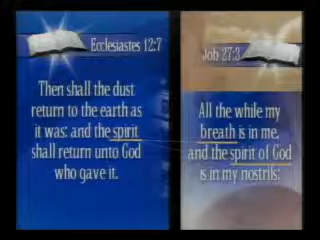 Ecclesiastes 12:7
Then shall the dust
return to the earth as
it was: and the spirit
shall return unto God
who gave it.
Job 27:3
All the while my
breath is in me,
and the spirit of God
is in my nostrils: